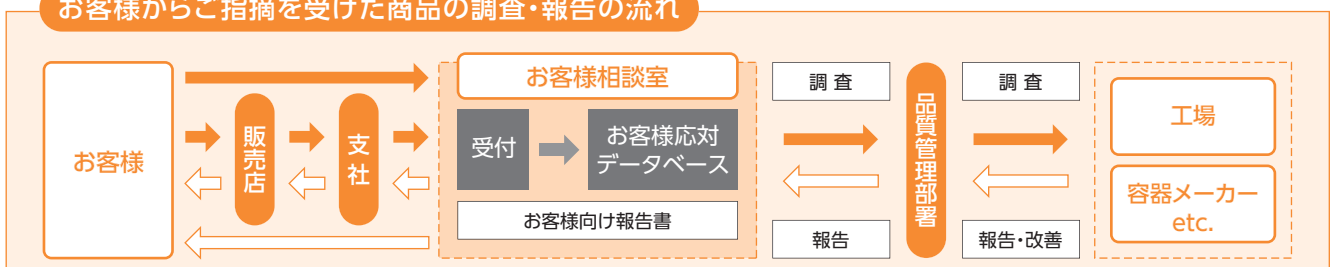 お客様からご指摘を受けた商品の調査・報告の流れ
お客様
販売店
支社
お客様相談室
受付
お客様応対
データベース
お客様向け報告書
調査
報告
品質管理部署
調査
報告・改善
工場
容器メーカー
etc.